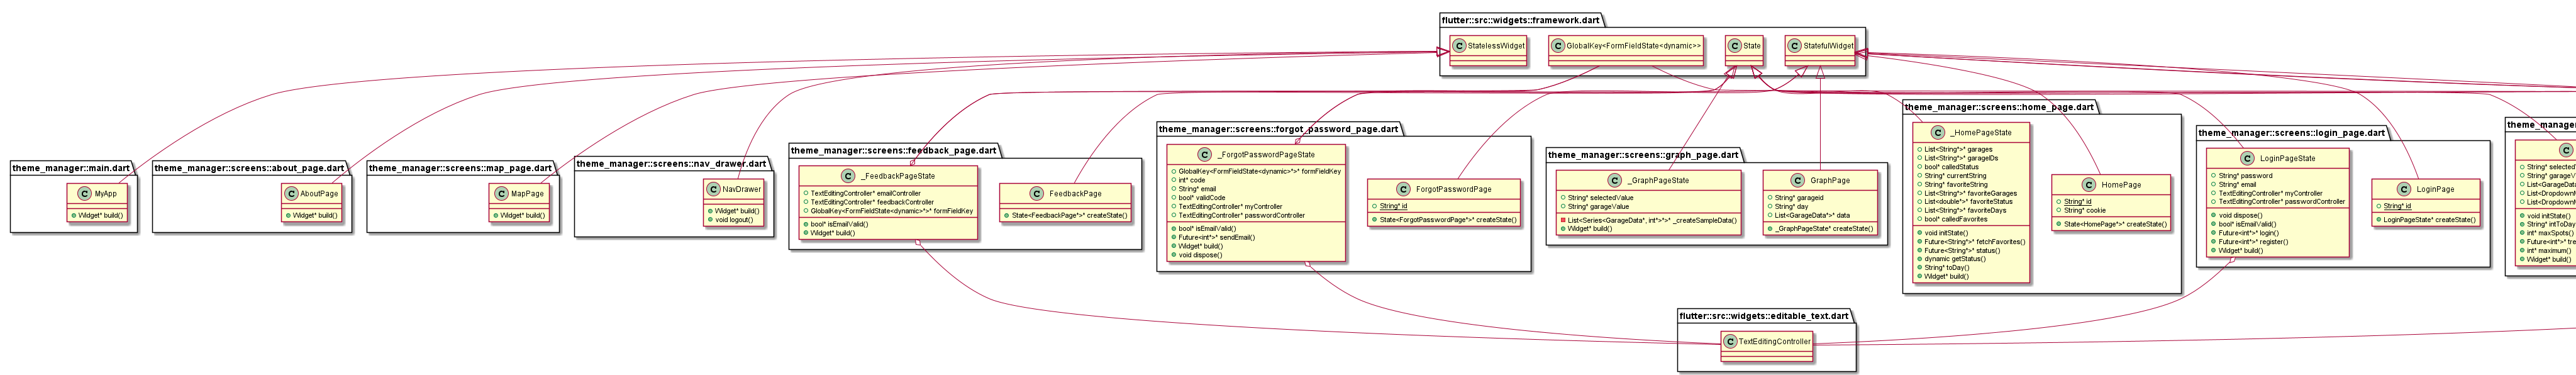 flutter::src::widgets::framework.dart
C StatelessWidget
C GlobalKey<FormFieldState<dynamic>>
C State
C StatefulWidget
theme_manager::main.dart
C MyApp
Widget* build()
theme_manager::screens::about_page.dart
C AboutPage
Widget* build()
theme_manager::screens::map_page.dart
C MapPage
Widget* build()
theme_manager::screens::nav_drawer.dart
C NavDrawer
Widget* build()
void logout()
theme_manager::screens::feedback_page.dart
C _FeedbackPageState
TextEditingController* emailController
TextEditingController* feedbackController
GlobalKey<FormFieldState<dynamic>*>* formFieldKey
bool* isEmailValid()
Widget* build()
C FeedbackPage
State<FeedbackPage*>* createState()
theme_manager::screens::forgot_password_page.dart
C _ForgotPasswordPageState
GlobalKey<FormFieldState<dynamic>*>* formFieldKey
int* code
String* email
bool* validCode
TextEditingController* myController
TextEditingController* passwordController
bool* isEmailValid()
Future<int*>* sendEmail()
Widget* build()
void dispose()
C ForgotPasswordPage
String* id
State<ForgotPasswordPage*>* createState()
theme_manager::screens::graph_page.dart
C _GraphPageState
String* selectedValue
String* garageValue
List<Series<GarageData*, int*>*>* _createSampleData()
Widget* build()
C GraphPage
String* garageid
String* day
List<GarageData*>* data
_GraphPageState* createState()
theme_manager::screens::home_page.dart
C _HomePageState
List<String*>* garages
List<String*>* garageIDs
bool* calledStatus
String* currentString
String* favoriteString
List<String*>* favoriteGarages
List<double*>* favoriteStatus
List<String*>* favoriteDays
bool* calledFavorites
void initState()
Future<String*>* fetchFavorites()
Future<String*>* status()
dynamic getStatus()
String* toDay()
Widget* build()
C HomePage
String* id
String* cookie
State<HomePage*>* createState()
theme_manager::screens::login_page.dart
C LoginPageState
String* password
String* email
TextEditingController* myController
TextEditingController* passwordController
void dispose()
bool* isEmailValid()
Future<int*>* login()
Future<int*>* register()
Widget* build()
C LoginPage
String* id
LoginPageState* createState()
theme_manager
C
String* selected
String* garageV
List<GarageData
List<Dropdown
List<Dropdown
void initState()
String* intToDay
int* maxSpots()
Future<int*>* tre
int* maximum()
Widget* build()
flutter::src::widgets::editable_text.dart
C TextEditingController